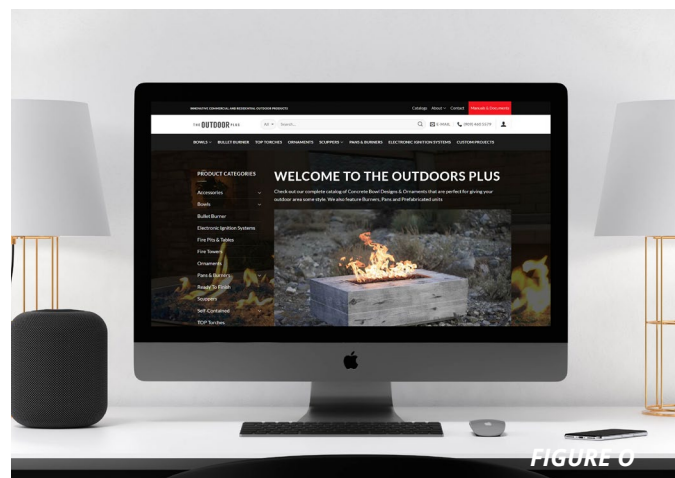 INNOVATIVE COMMERCIAL AND RESIDENTIAL OUTDOOR PRODUCTS
Catalogs About Contact Manuals & Documents
THE OUTDOOR PLUS All Search... E-MAIL
BOWLS BULLET BURNER TOP TORCHES ORNAMENTS SCUPPERS PANS & BURNERS ELECTRONIC IGNITION SYSTEMS CUSTOM PROJECTS
PRODUCT CATEGORIES
Accessories
Bowls
Bullet Burner
Electronic Ignition Systems
Fire Pits & Tables
Fire Towers
Ornaments
Pans & Burners
Ready To Finish
Scuppers
Self-Contained
TOP Torches
WELCOME TO THE OUTDOORS PLUS
Check out our complete catalog of Concrete Bowl Designs & Ornaments that are perfect for giving your
outdoor area some style. We also feature Burners, Pans and Prefabricated units
FIGURE O